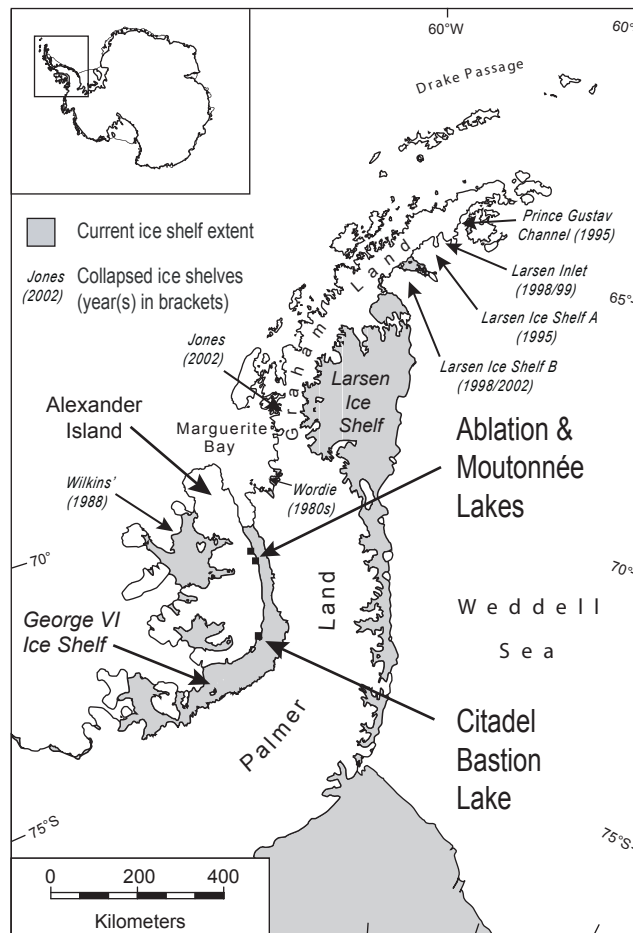 60°W
60°
Drake Passage
Current ice shelf extent
Jones
(2002)
Collapsed ice shelves
(year(s) in brackets)
Prince Gustav
Channel (1995)
Larsen Inlet
(1998/99)
65°
Larsen Ice Shelf A
(1995)
Larsen Ice Shelf B
(1998/2002)
Graham Land
Jones
(2002)
Larsen
Ice
Shelf
Alexander
Island
Marguerite
Bay
Ablation &
Moutonnée
Lakes
Wilkins'
(1988)
Wordie
(1980s)
70°
70°
George VI
Ice Shelf
Palmer Land
Weddell
Sea
Citadel
Bastion
Lake
75°S
75°S
0 200 400
Kilometers